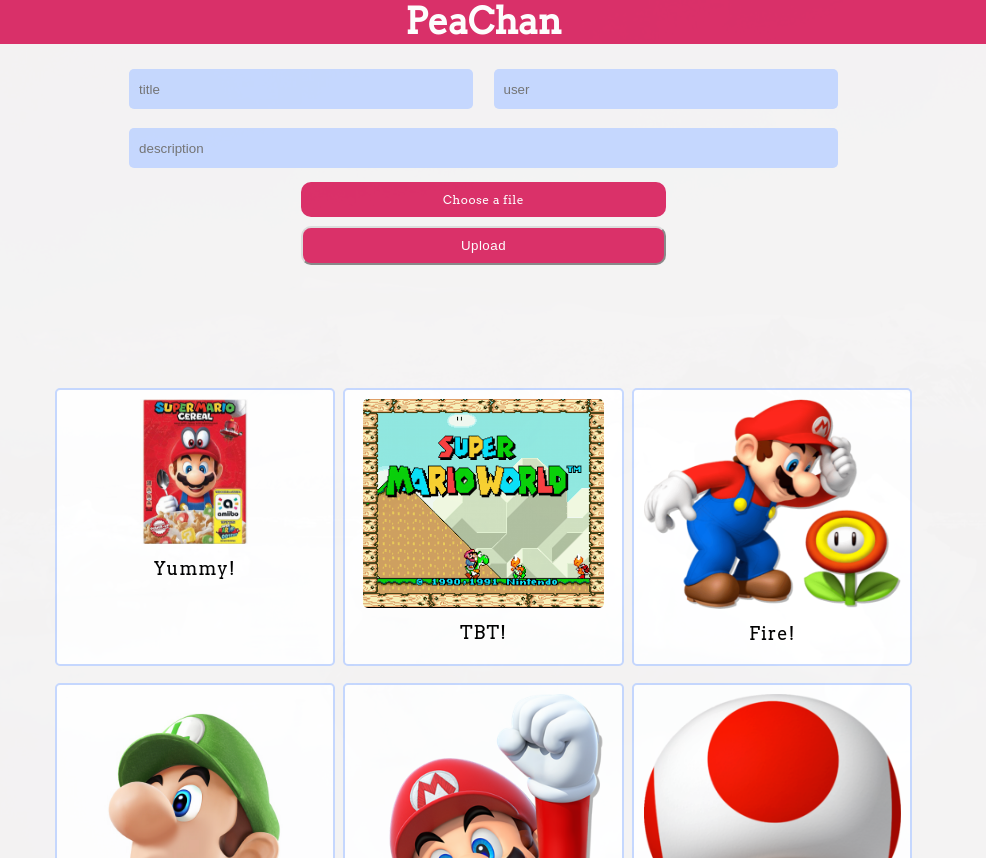 PeaChan
title
user
description
Choose a file
Upload
SUPER MARIO
CEREAL
amiibo
Yummy!
SUPER
MARIO WORLD TM
© 1990-1991 Nintendo
TBT!
Fire!
M
L
M